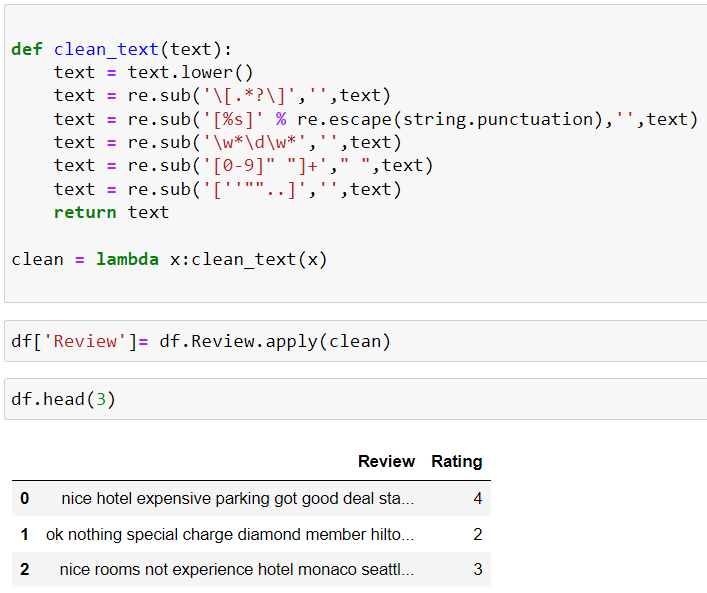 def clean_text(text):
    text = text.lower()
    text = re.sub('\[.*?\]','',text)
    text = re.sub('[%s]' % re.escape(string.punctuation),'',text)
    text = re.sub('\w*\d\w*','',text)
    text = re.sub('[0-9]" "]+'," ",text)
    text = re.sub('[''""..]','',text)
    return text
clean = lambda x:clean_text(x)
df['Review']= df.Review.apply(clean)
df.head(3)
Review Rating
0 nice hotel expensive parking got good deal sta... 4
1 ok nothing special charge diamond member hilto... 2
2 nice rooms not experience hotel monaco seattl... 3